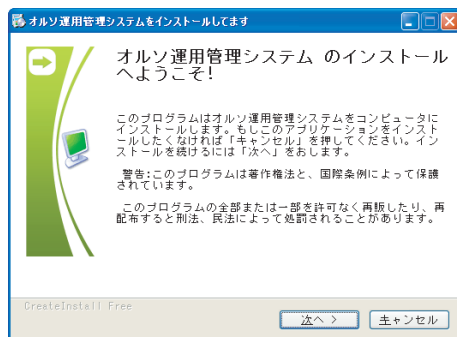 オルソ運用管理システムをインストールしてます
オルソ運用管理システム のインストール
へようこそ!
このプログラムはオルソ運用管理システムをコンピュータに
インストールします。もしこのアプリケーションをインスト
ールしたくなければ「キャンセル」を押してください。イン
ストールを続けるには「次へ」をおします。
警告:このプログラムは著作権法と、国際条例によって保護
されています。
このプログラムの全部または一部を許可なく再販したり、再
配布すると刑法、民法によって処罰されることがあります。
CreateInstall Free
次へ >
キャンセル